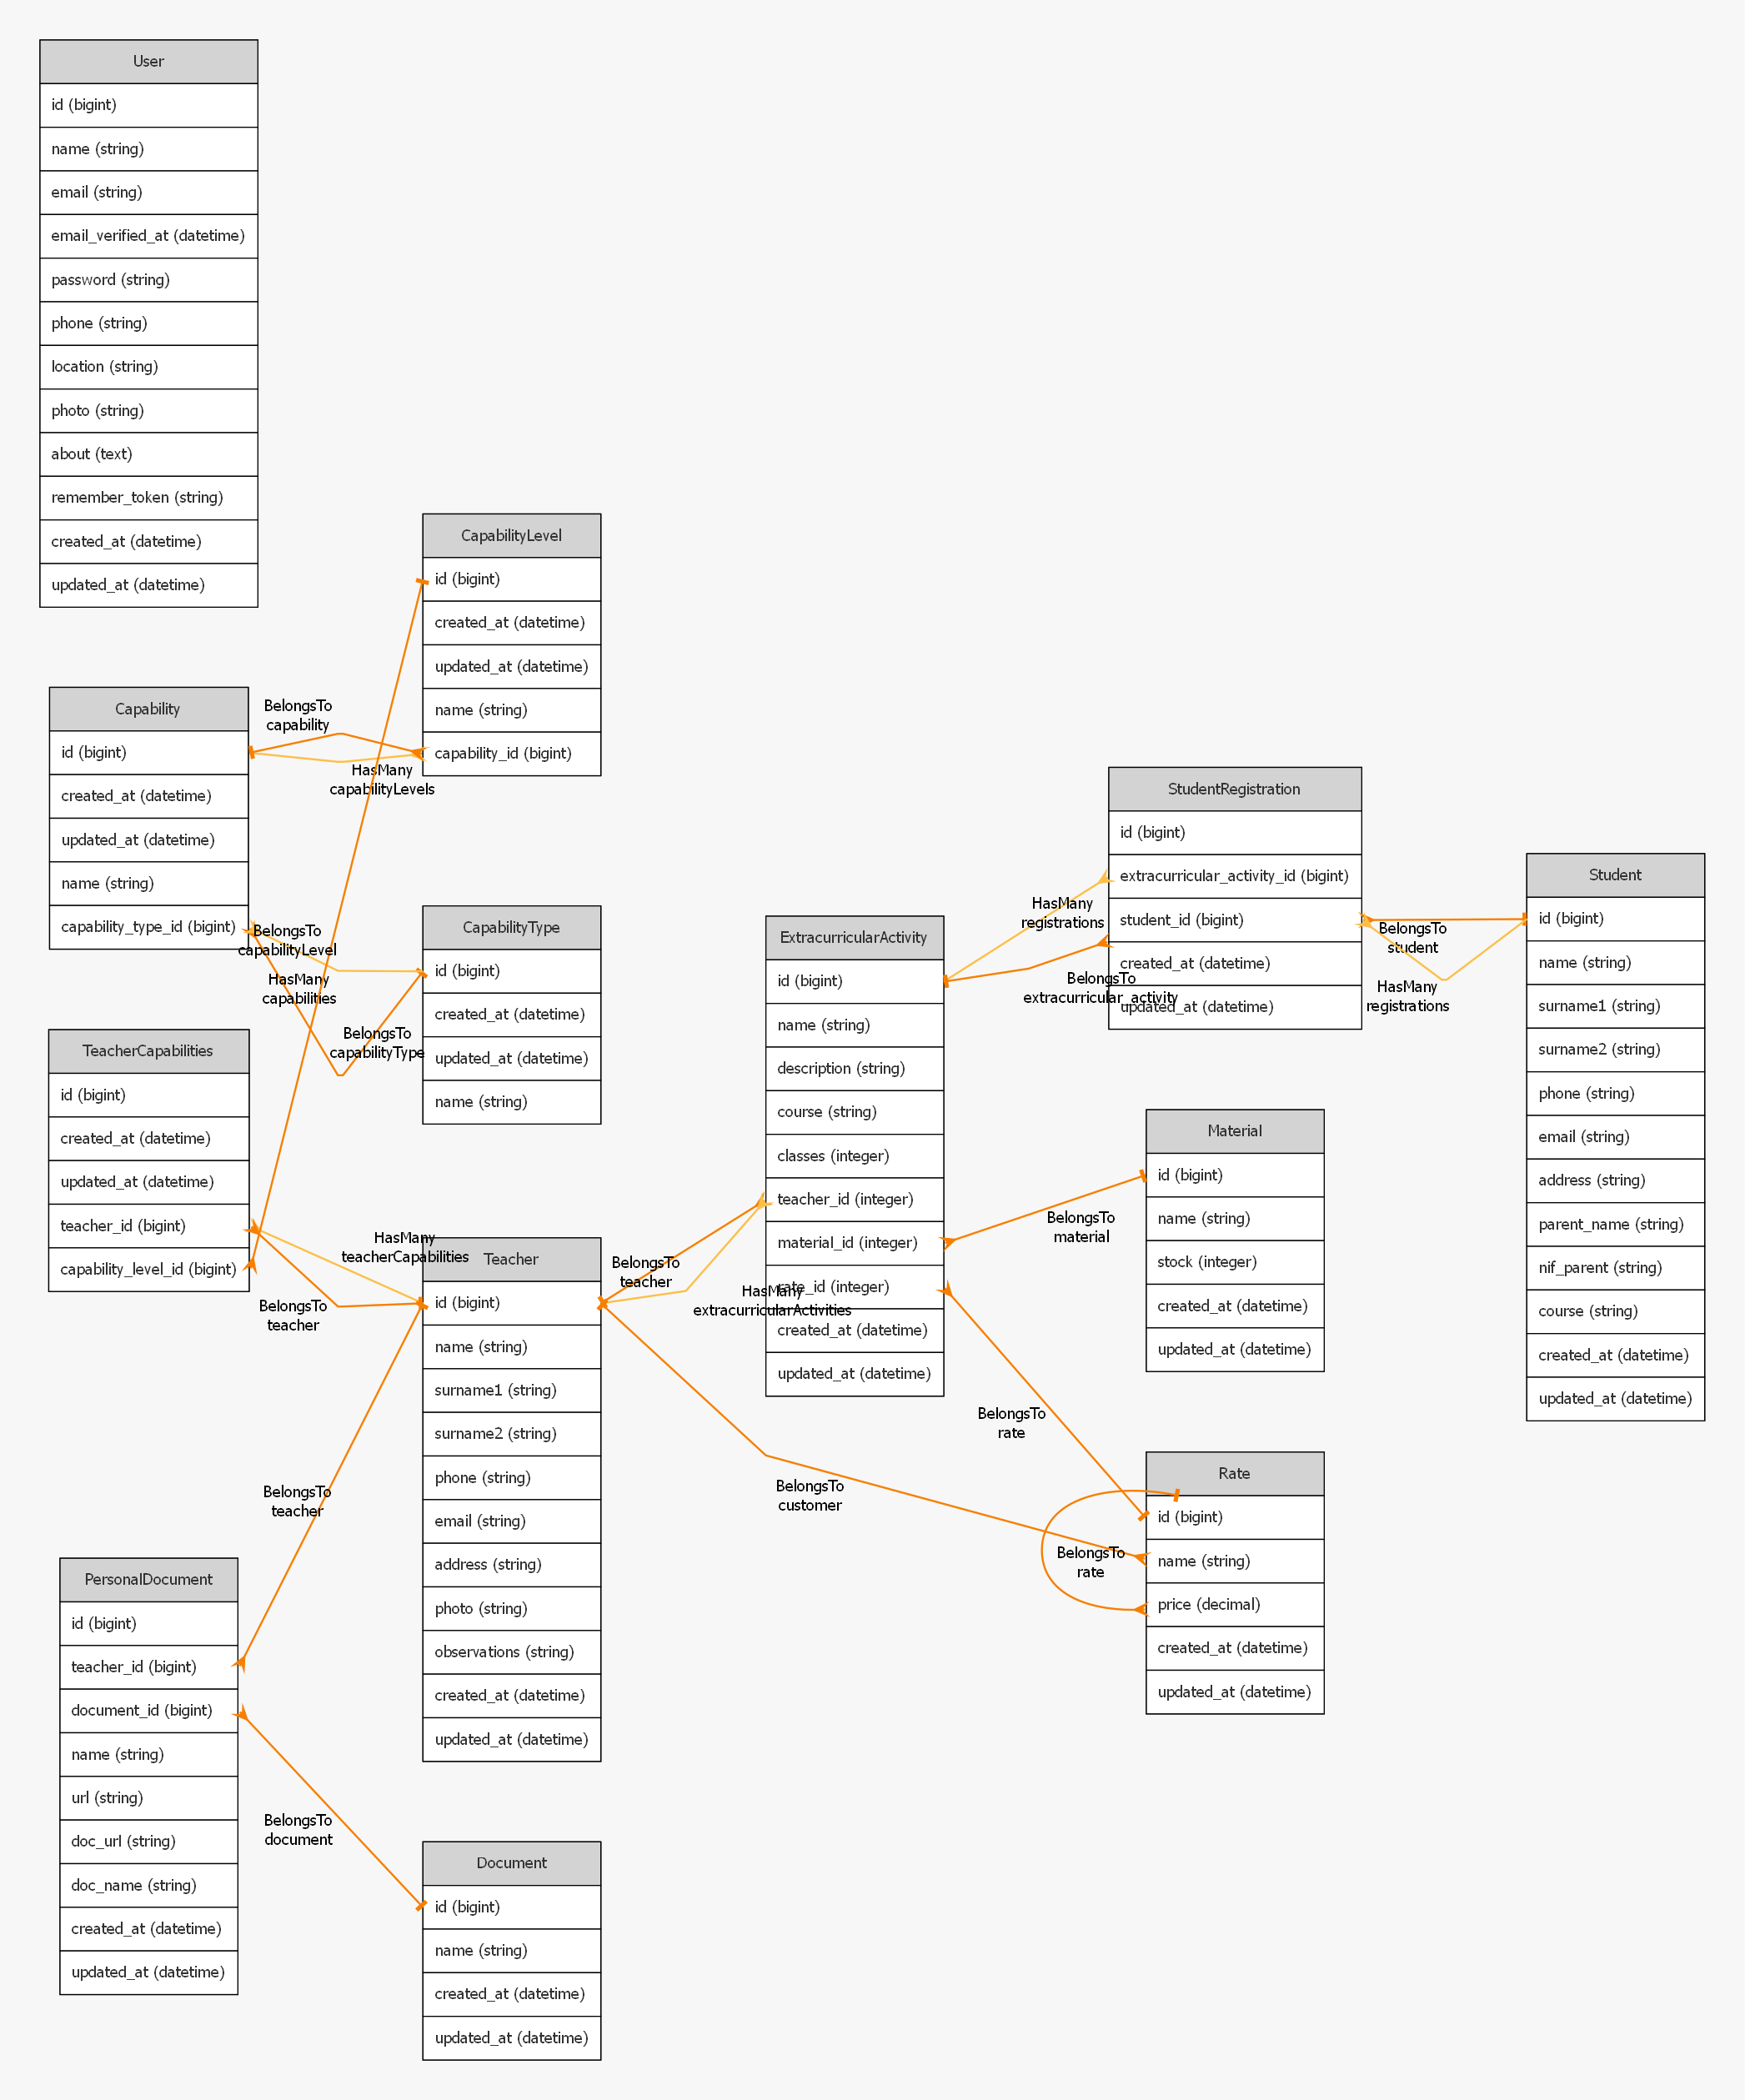 User
id (bigint)
name (string)
email (string)
email_verified_at (datetime)
password (string)
phone (string)
location (string)
photo (string)
about (text)
remember_token (string)
created_at (datetime)
updated_at (datetime)
Capability
id (bigint)
created_at (datetime)
updated_at (datetime)
name (string)
capability_type_id (bigint)
TeacherCapabilities
id (bigint)
created_at (datetime)
updated_at (datetime)
teacher_id (bigint)
capability_level_id (bigint)
PersonalDocument
id (bigint)
teacher_id (bigint)
document_id (bigint)
name (string)
url (string)
doc_url (string)
doc_name (string)
created_at (datetime)
updated_at (datetime)
BelongsTo
capability
HasMany
capabilityLevels
BelongsTo
capabilityLevel
HasMany
capabilities
BelongsTo
capabilityType
HasMany
teacherCapabilities
BelongsTo
teacher
BelongsTo
teacher
BelongsTo
document
CapabilityLevel
id (bigint)
created_at (datetime)
updated_at (datetime)
name (string)
capability_id (bigint)
CapabilityType
id (bigint)
created_at (datetime)
updated_at (datetime)
name (string)
Teacher
id (bigint)
name (string)
surname1 (string)
surname2 (string)
phone (string)
email (string)
address (string)
photo (string)
observations (string)
created_at (datetime)
updated_at (datetime)
Document
id (bigint)
name (string)
created_at (datetime)
updated_at (datetime)
BelongsTo
teacher
HasMany
extracurricularActivities
BelongsTo
customer
ExtracurricularActivity
id (bigint)
name (string)
description (string)
course (string)
classes (integer)
teacher_id (integer)
material_id (integer)
rate_id (integer)
created_at (datetime)
updated_at (datetime)
HasMany
registrations
BelongsTo
extracurricular_activity
BelongsTo
material
BelongsTo
rate
BelongsTo
rate
StudentRegistration
id (bigint)
extracurricular_activity_id (bigint)
student_id (bigint)
created_at (datetime)
updated_at (datetime)
Material
id (bigint)
name (string)
stock (integer)
created_at (datetime)
updated_at (datetime)
Rate
id (bigint)
name (string)
price (decimal)
created_at (datetime)
updated_at (datetime)
BelongsTo
student
HasMany
registrations
Student
id (bigint)
name (string)
surname1 (string)
surname2 (string)
phone (string)
email (string)
address (string)
parent_name (string)
nif_parent (string)
course (string)
created_at (datetime)
updated_at (datetime)